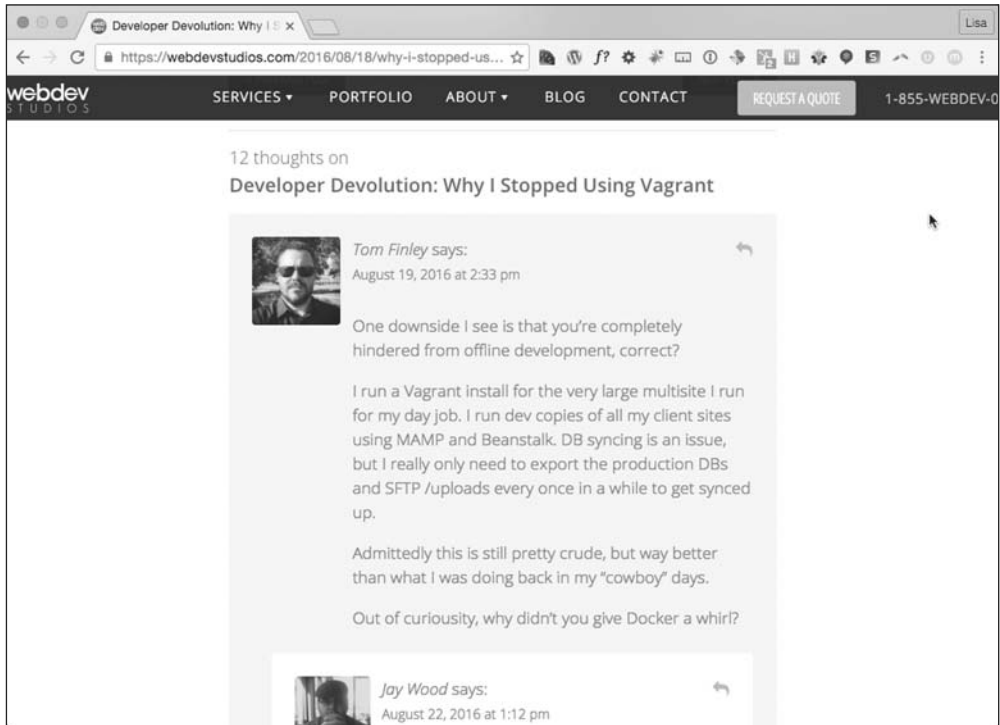 Developer Devolution: Why I S
Lisa
https://webdevstudios.com/2016/08/18/why-i-stopped-us...
webdev
STUDIOS
SERVICES
PORTFOLIO
ABOUT
BLOG
CONTACT
REQUEST A QUOTE
1-855-WEBDEV-0
12 thoughts on
Developer Devolution: Why I Stopped Using Vagrant
Tom Finley says:
August 19, 2016 at 2:33 pm
One downside I see is that you’re completely
hindered from offline development, correct?
I run a Vagrant install for the very large multisite I run
for my day job. I run dev copies of all my client sites
using MAMP and Beanstalk. DB syncing is an issue,
but I really only need to export the production DBs
and SFTP /uploads every once in a while to get synced
up.
Admittedly this is still pretty crude, but way better
than what I was doing back in my “cowboy” days.
Out of curiousity, why didn’t you give Docker a whirl?
Jay Wood says:
August 22, 2016 at 1:12 pm